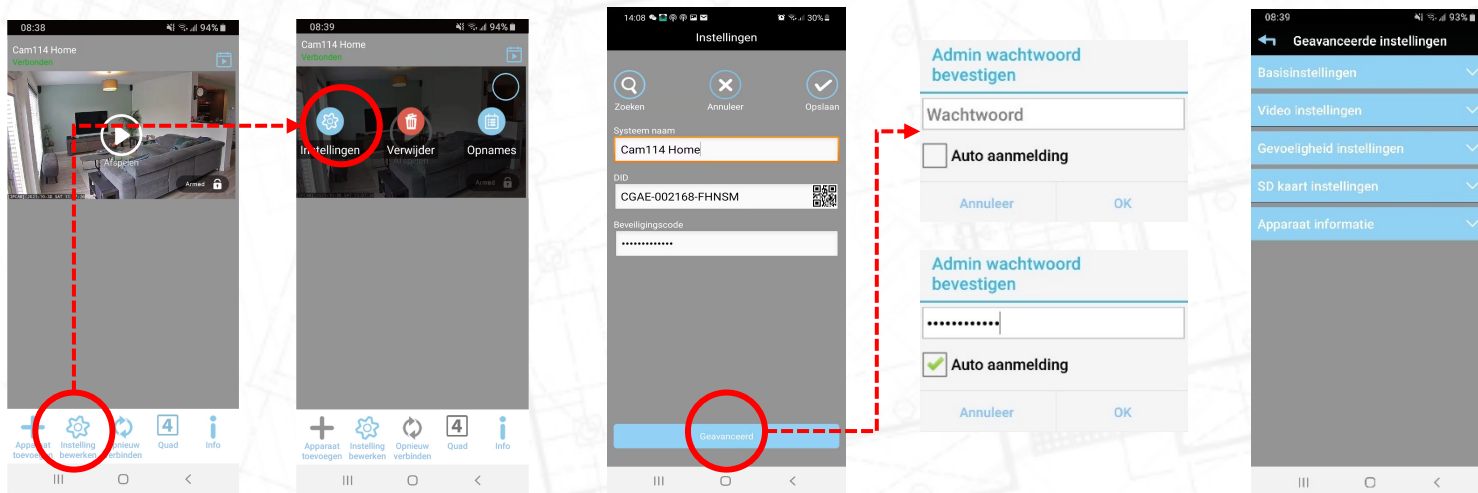 08:38
94%
Cam114 Home
Verbonden
Afspelen
Armed
Apparaat toevoegen
Instelling bewerken
Opnieuw verbinden
4
Quad
Info
08:39
94%
Cam114 Home
Verbonden
Instellingen
Verwijder
Opnames
Afspelen
Armed
Apparaat toevoegen
Instelling bewerken
Opnieuw verbinden
4
Quad
Info
14:08
30%
Instellingen
Zoeken
Annuleer
Opslaan
Systeem naam
Cam114 Home
DID
CGAE-002168-FHNSM
Beveiligingscode
•••••••••••••
Geavanceerd
Admin wachtwoord
bevestigen
Wachtwoord
Auto aanmelding
Annuleer OK
Admin wachtwoord
bevestigen
••••••••••••
Auto aanmelding
Annuleer OK
08:39
93%
Geavanceerde instellingen
Basisinstellingen
Video instellingen
Gevoeligheid instellingen
SD kaart instellingen
Apparaat informatie